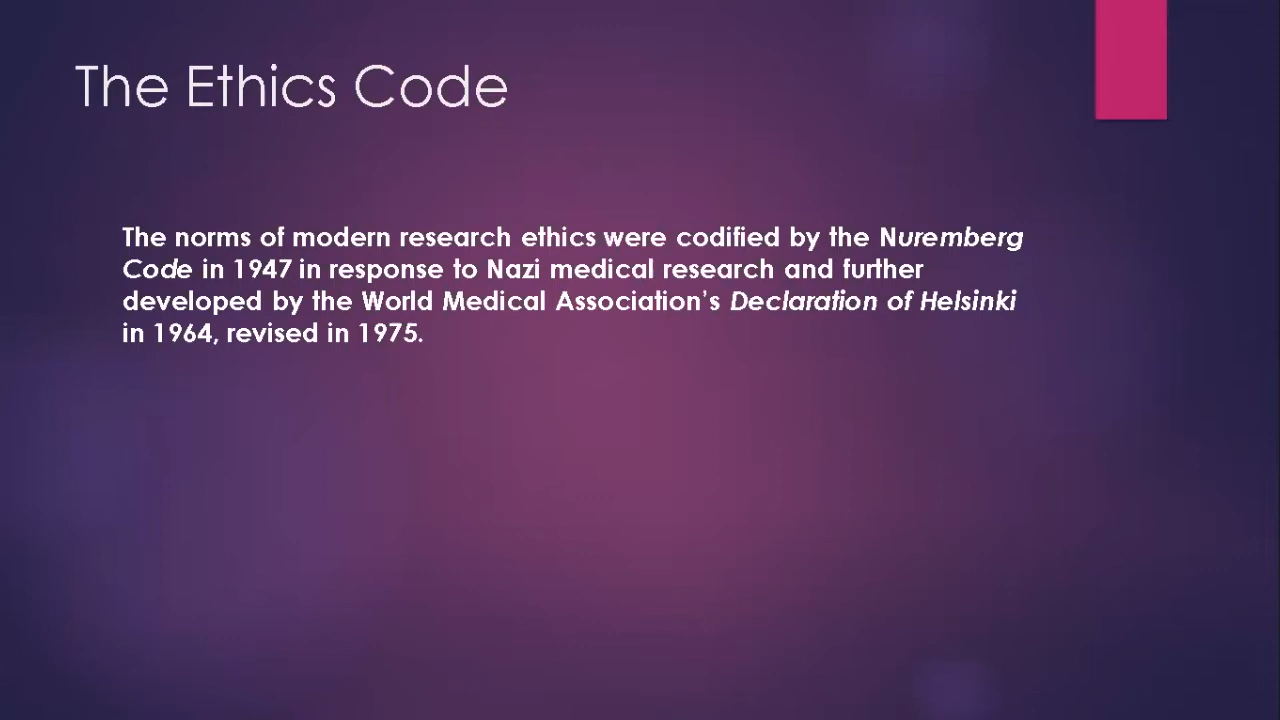 The Ethics Code
The norms of modern research ethics were codified by the Nuremberg
Code in 1947 in response to Nazi medical research and further
developed by the World Medical Association’s Declaration of Helsinki
in 1964, revised in 1975.